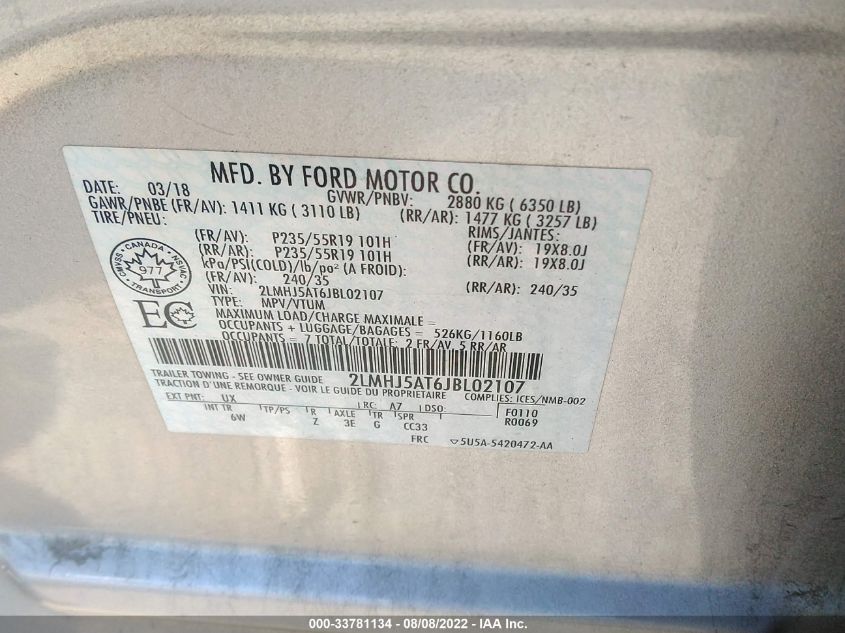 MFD. BY FORD MOTOR CO.
DATE: 03/18 GVWR/PNBV: 2880 KG ( 6350 LB)
GAWR/PNBE (FR/AV): 1411 KG ( 3110 LB) (RR/AR): 1477 KG ( 3257 LB)
TIRE/PNEU: RIMS/JANTES:
(FR/AV): P235/55R19 101H (FR/AV): 19X8.0J
(RR/AR): P235/55R19 101H (RR/AR): 19X8.0J
kPa/PSI(COLD)/lb/po² (A FROID):
(FR/AV): 240/35 (RR/AR): 240/35
VIN: 2LMHJ5AT6JBL02107
TYPE: MPV/VTUM
MAXIMUM LOAD/CHARGE MAXIMALE =
OCCUPANTS + LUGGAGE/BAGAGES = 526KG/1160LB
OCCUPANTS = 7 TOTAL/TOTALE: 2 FR/AV, 5 RR/AR
CANADA
CMVSS NSVAC
977
TRANSPORT
EC
2LMHJ5AT6JBL02107
TRAILER TOWING - SEE OWNER GUIDE
TRACTION D'UNE REMORQUE - VOIR LE GUIDE DU PROPRIETAIRE COMPLIES: ICES/NMB-002
EXT PNT: UX RC: A7 DSO: F0110
INT TR TP/PS R AXLE TR SPR R0069
6W Z 3E G CC33
FRC 5U5A-5420472-AA
000-33781134 - 08/08/2022 - IAA Inc.